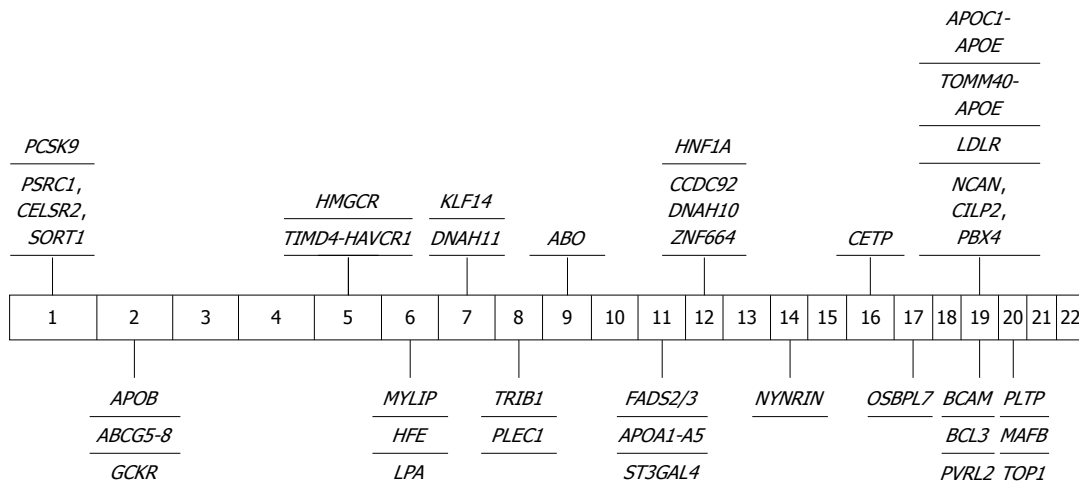 APOC1-
APOE
TOMM40-
APOE
LDLR
NCAN,
CILP2,
PBX4
PCSK9
PSRC1,
CELSR2,
SORT1
HMGCR
TIMD4-HAVCR1
KLF14
DNAH11
ABO
HNF1A
CCDC92
DNAH10
ZNF664
CETP
1 2 3 4 5 6 7 8 9 10 11 12 13 14 15 16 17 18 19 20 21 22
APOB
ABCG5-8
GCKR
MYLIP
HFE
LPA
TRIB1
PLEC1
FADS2/3
APOA1-A5
ST3GAL4
NYNRIN
OSBPL7
BCAM
BCL3
PVRL2
PLTP
MAFB
TOP1